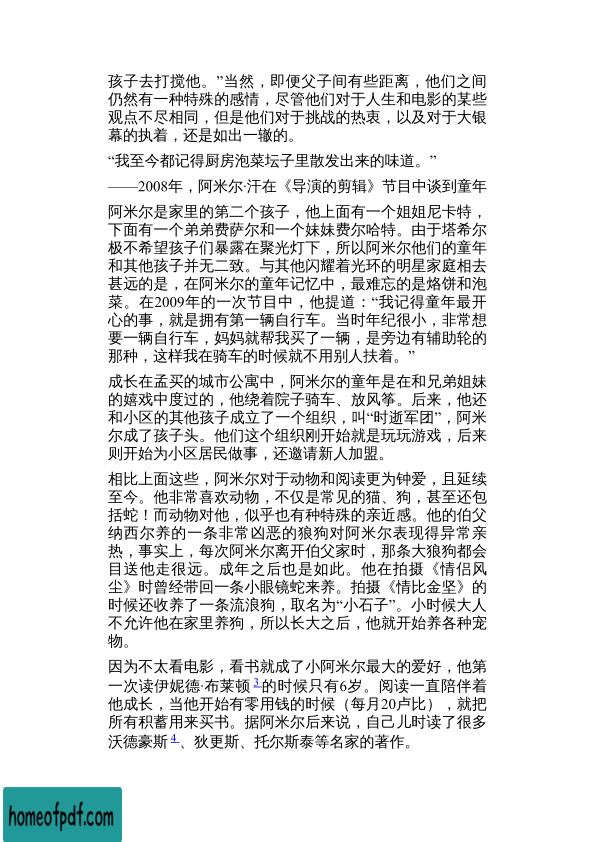 孩子去打搅他。”当然，即便父子间有些距离，他们之间
仍然有一种特殊的感情，尽管他们对于人生和电影的某些
观点不尽相同，但是他们对于挑战的热衷，以及对于大银
幕的执着，还是如出一辙的。
“我至今都记得厨房泡菜坛子里散发出来的味道。”
——2008年，阿米尔·汗在《导演的剪辑》节目中谈到童年
阿米尔是家里的第二个孩子，他上面有一个姐姐尼卡特，
下面有一个弟弟费萨尔和一个妹妹费尔哈特。由于塔希尔
极不希望孩子们暴露在聚光灯下，所以阿米尔他们的童年
和其他孩子并无二致。与其他闪耀着光环的明星家庭相去
甚远的是，在阿米尔的童年记忆中，最难忘的是烙饼和泡
菜。在2009年的一次节目中，他提道：“我记得童年最开
心的事，就是拥有第一辆自行车。当时年纪很小，非常想
要一辆自行车，妈妈就帮我买了一辆，是旁边有辅助轮的
那种，这样我在骑车的时候就不用别人扶着。”
成长在孟买的城市公寓中，阿米尔的童年是在和兄弟姐妹
的嬉戏中度过的，他绕着院子骑车、放风筝。后来，他还
和小区的其他孩子成立了一个组织，叫“时逝军团”，阿米
尔成了孩子头。他们这个组织刚开始就是玩玩游戏，后来
则开始为小区居民做事，还邀请新人加盟。
相比上面这些，阿米尔对于动物和阅读更为钟爱，且延续
至今。他非常喜欢动物，不仅是常见的猫、狗，甚至还包
括蛇！而动物对他，似乎也有种特殊的亲近感。他的伯父
纳西尔养的一条非常凶恶的狼狗对阿米尔表现得异常亲
热，事实上，每次阿米尔离开伯父家时，那条大狼狗都会
目送他走很远。成年之后也是如此。他在拍摄《情侣风
尘》时曾经带回一条小眼镜蛇来养。拍摄《情比金坚》的
时候还收养了一条流浪狗，取名为“小石子”。小时候大人
不允许他在家里养狗，所以长大之后，他就开始养各种宠
物。
因为不太看电影，看书就成了小阿米尔最大的爱好，他第
一次读伊妮德·布莱顿 3 的时候只有6岁。阅读一直陪伴着
他成长，当他开始有零用钱的时候（每月20卢比），就把
所有积蓄用来买书。据阿米尔后来说，自己儿时读了很多
沃德豪斯 4 、狄更斯、托尔斯泰等名家的著作。
homeofpdf.com